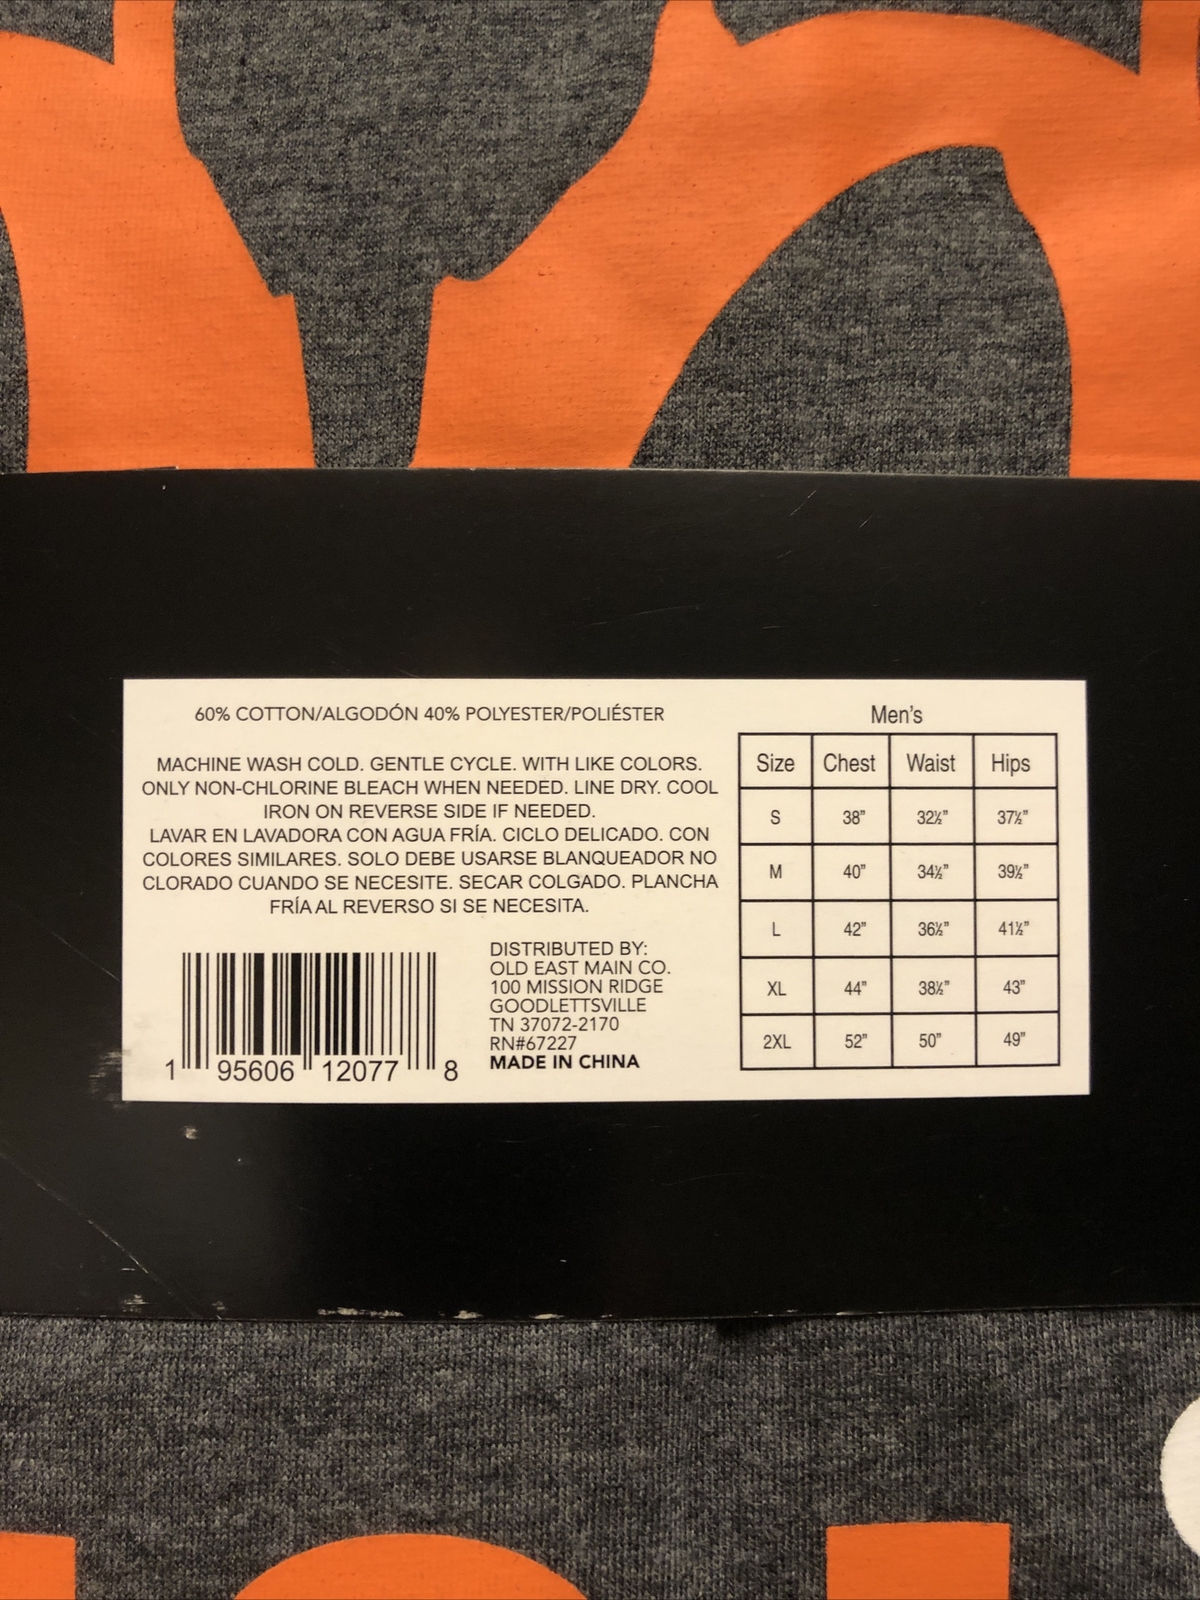 60% COTTON/ALGODÓN 40% POLYESTER/POLIÉSTER
MACHINE WASH COLD. GENTLE CYCLE. WITH LIKE COLORS.
ONLY NON-CHLORINE BLEACH WHEN NEEDED. LINE DRY. COOL
IRON ON REVERSE SIDE IF NEEDED.
LAVAR EN LAVADORA CON AGUA FRÍA. CICLO DELICADO. CON
COLORES SIMILARES. SOLO DEBE USARSE BLANQUEADOR NO
CLORADO CUANDO SE NECESITE. SECAR COLGADO. PLANCHA
FRÍA AL REVERSO SI SE NECESITA.
1 95606 12077 8
DISTRIBUTED BY:
OLD EAST MAIN CO.
100 MISSION RIDGE
GOODLETTSVILLE
TN 37072-2170
RN#67227
MADE IN CHINA
Men's
Size Chest Waist Hips
S 38" 32½" 37½"
M 40" 34½" 39½"
L 42" 36½" 41½"
XL 44" 38½" 43"
2XL 52" 50" 49"